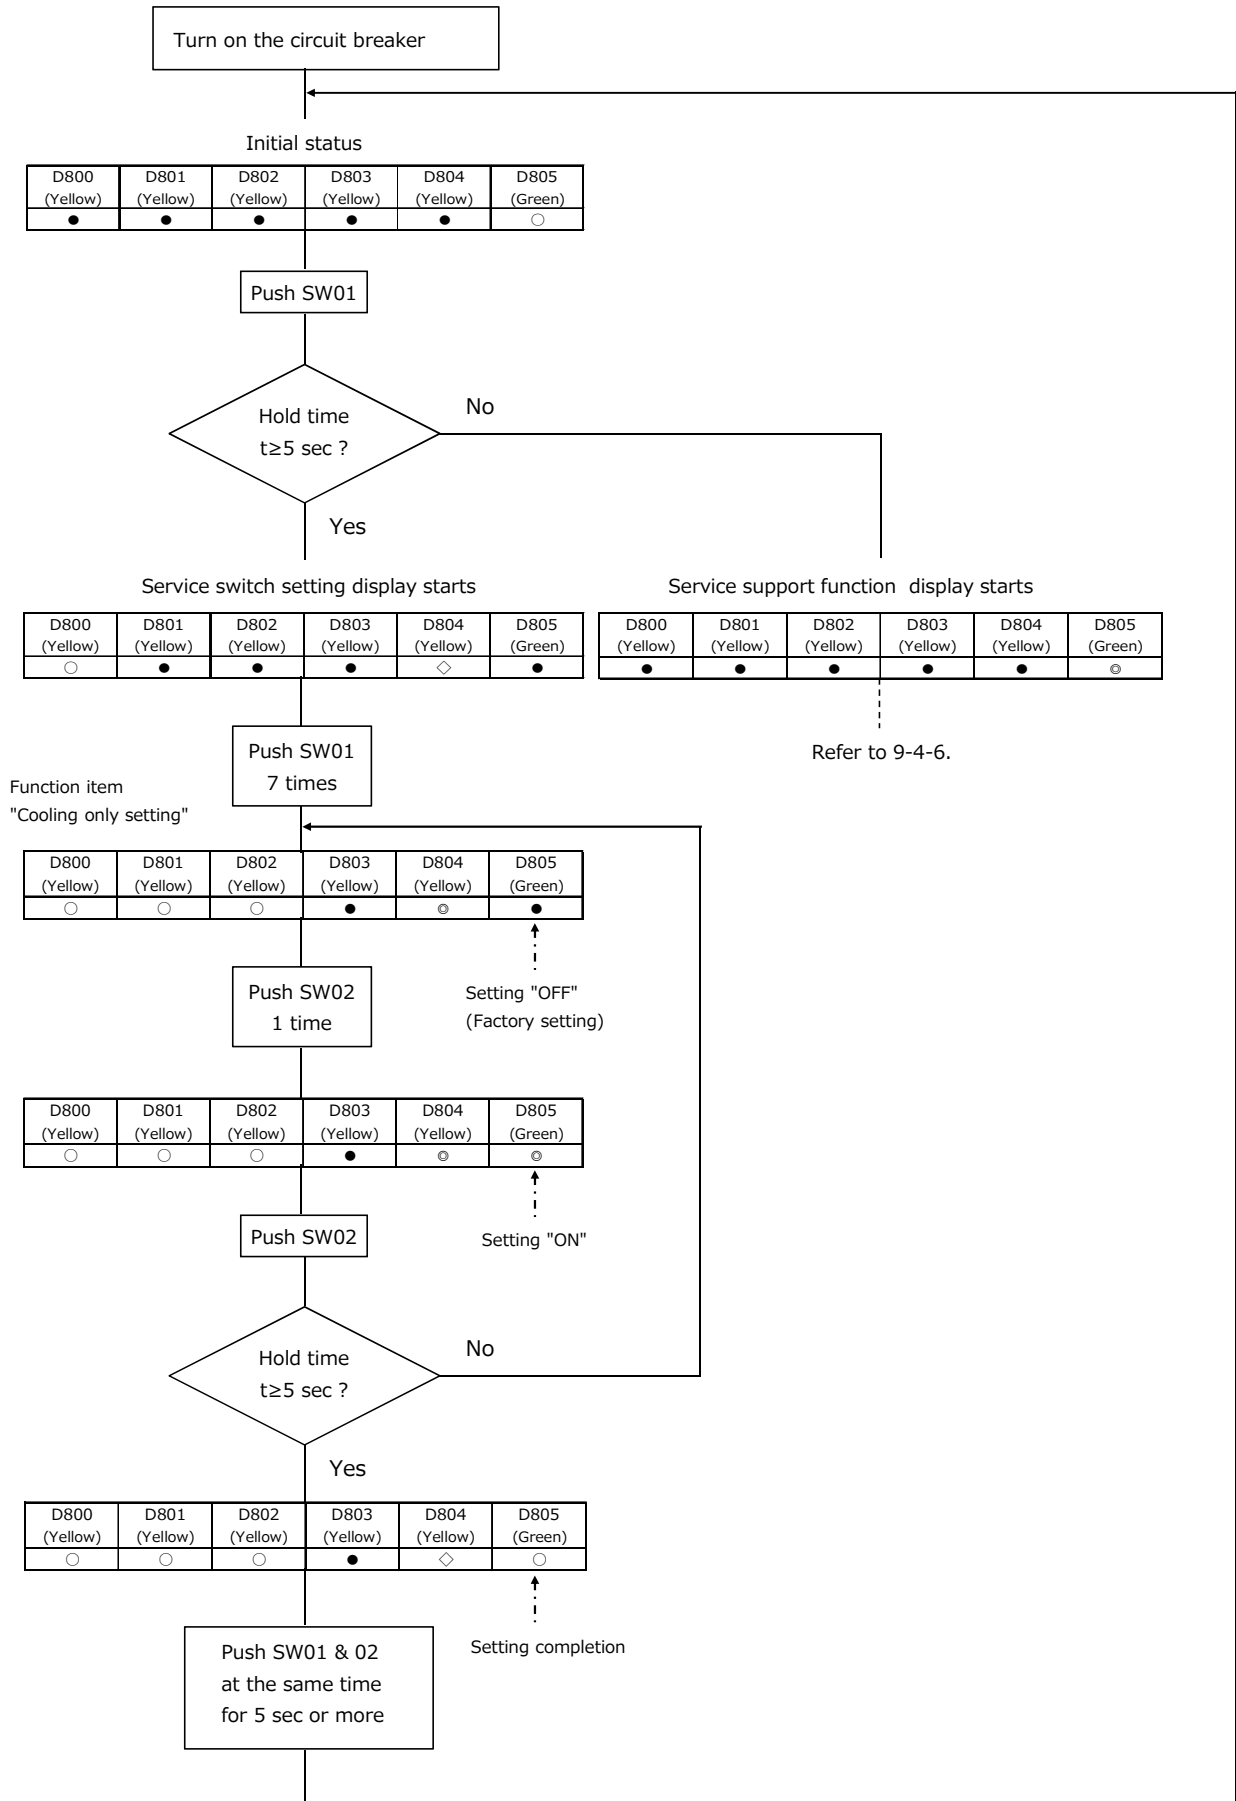 Turn on the circuit breaker
Initial status
D800 D801 D802 D803 D804 D805
(Yellow) (Yellow) (Yellow) (Yellow) (Yellow) (Green)
● ● ● ● ● ○
Push SW01
Hold time
t≥5 sec ?
No
Yes
Service switch setting display starts
D800 D801 D802 D803 D804 D805
(Yellow) (Yellow) (Yellow) (Yellow) (Yellow) (Green)
○ ● ● ● ◇ ●
Service support function display starts
D800 D801 D802 D803 D804 D805
(Yellow) (Yellow) (Yellow) (Yellow) (Yellow) (Green)
● ● ● ● ● ◎
Refer to 9-4-6.
Push SW01
7 times
Function item
"Cooling only setting"
D800 D801 D802 D803 D804 D805
(Yellow) (Yellow) (Yellow) (Yellow) (Yellow) (Green)
○ ○ ○ ● ◎ ●
Push SW02
1 time
Setting "OFF"
(Factory setting)
D800 D801 D802 D803 D804 D805
(Yellow) (Yellow) (Yellow) (Yellow) (Yellow) (Green)
○ ○ ○ ● ◎ ◎
Push SW02
Setting "ON"
Hold time
t≥5 sec ?
No
Yes
D800 D801 D802 D803 D804 D805
(Yellow) (Yellow) (Yellow) (Yellow) (Yellow) (Green)
○ ○ ○ ● ◇ ○
Push SW01 & 02
at the same time
for 5 sec or more
Setting completion